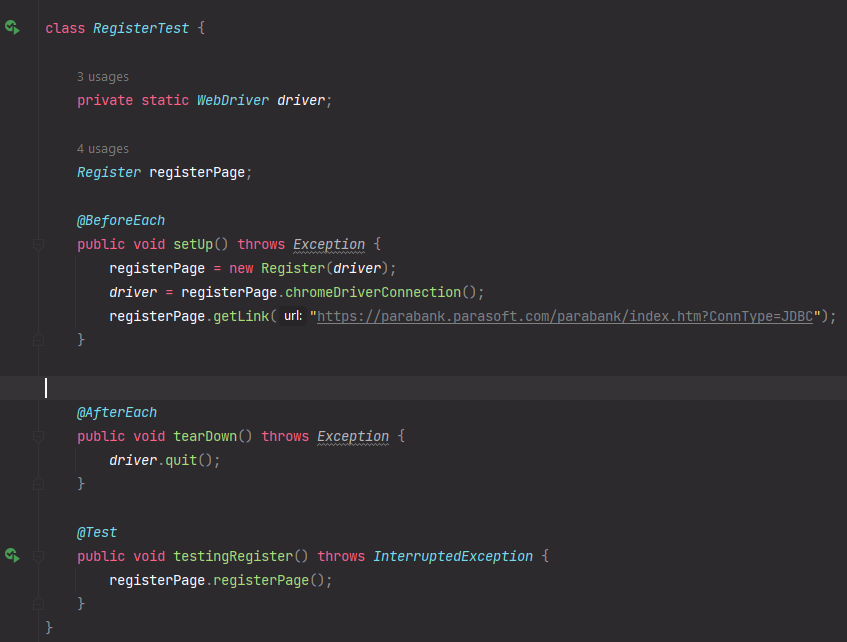 class RegisterTest {
3 usages
private static WebDriver driver;
4 usages
Register registerPage;
@BeforeEach
public void setUp() throws Exception {
registerPage = new Register(driver);
driver = registerPage.chromeDriverConnection();
registerPage.getLink( url: "https://parabank.parasoft.com/parabank/index.htm?ConnType=JDBC");
}
@AfterEach
public void tearDown() throws Exception {
driver.quit();
}
@Test
public void testingRegister() throws InterruptedException {
registerPage.registerPage();
}
}